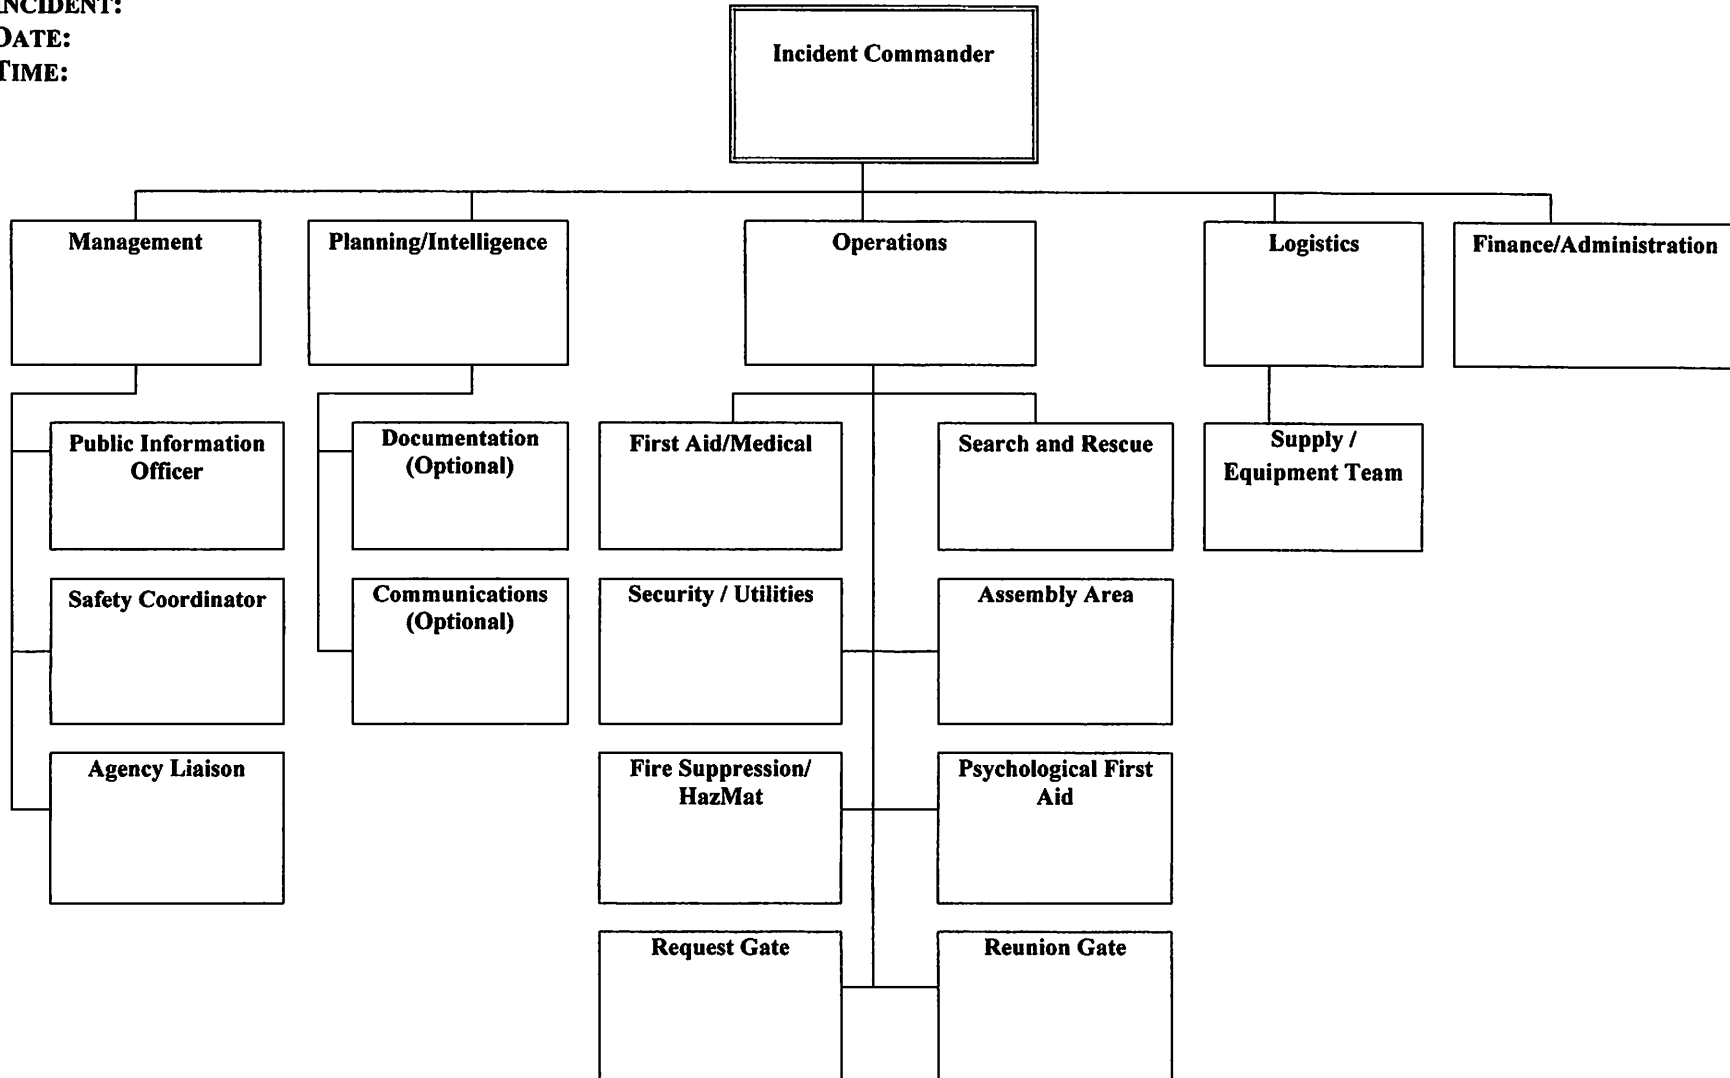 INCIDENT:
DATE:
TIME:
Incident Commander
Management
Planning/Intelligence
Operations
Logistics
Finance/Administration
Public Information
Officer
Documentation
(Optional)
First Aid/Medical
Search and Rescue
Supply /
Equipment Team
Safety Coordinator
Communications
(Optional)
Security / Utilities
Assembly Area
Agency Liaison
Fire Suppression/
HazMat
Psychological First
Aid
Request Gate
Reunion Gate